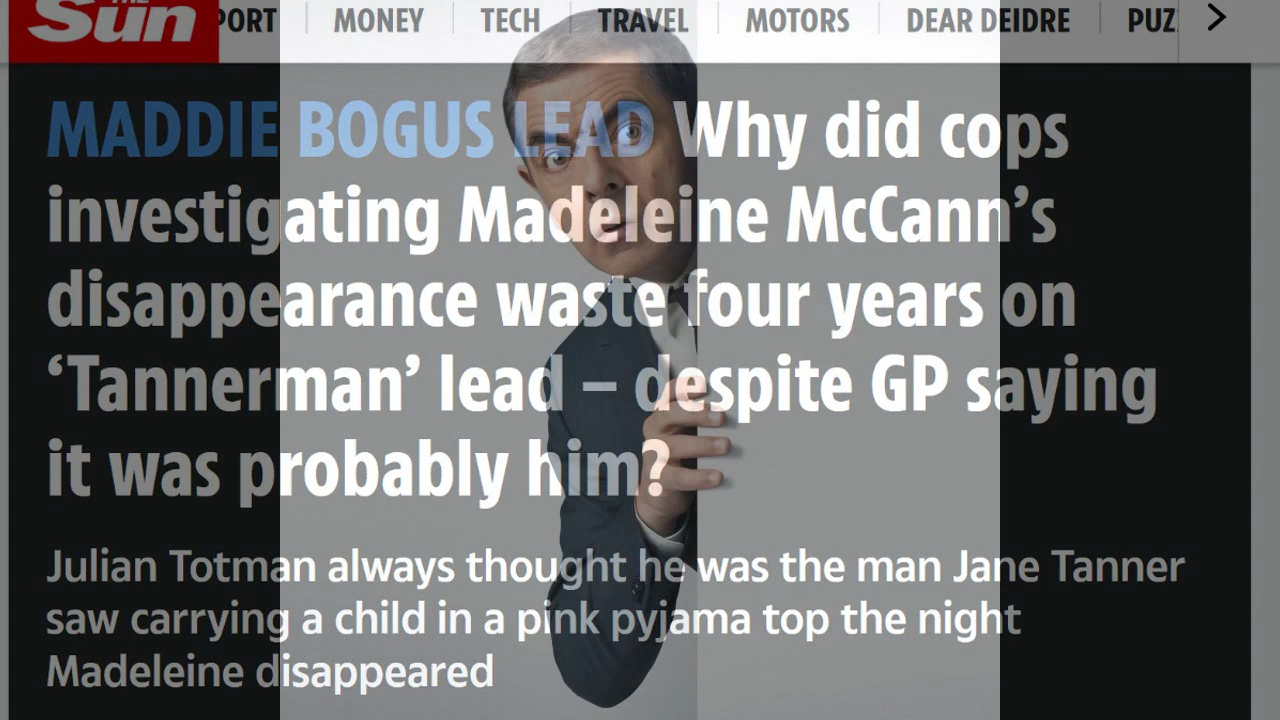 THE
Sun
PORT
MONEY
TECH
TRAVEL
MOTORS
DEAR DEIDRE
PUZ
MADDIE BOGUS LEAD Why did cops
investigating Madeleine McCann’s
disappearance waste four years on
‘Tannerman’ lead – despite GP saying
it was probably him?
Julian Totman always thought he was the man Jane Tanner
saw carrying a child in a pink pyjama top the night
Madeleine disappeared